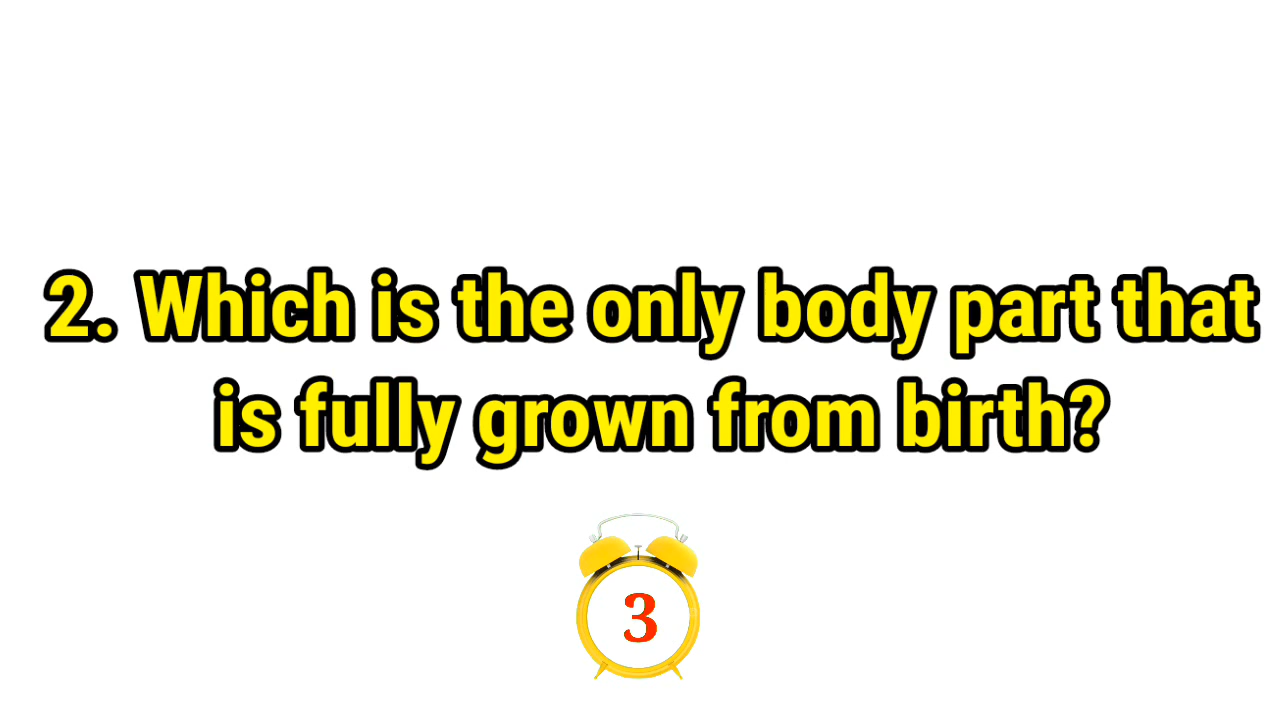 2. Which is the only body part that
is fully grown from birth?
3